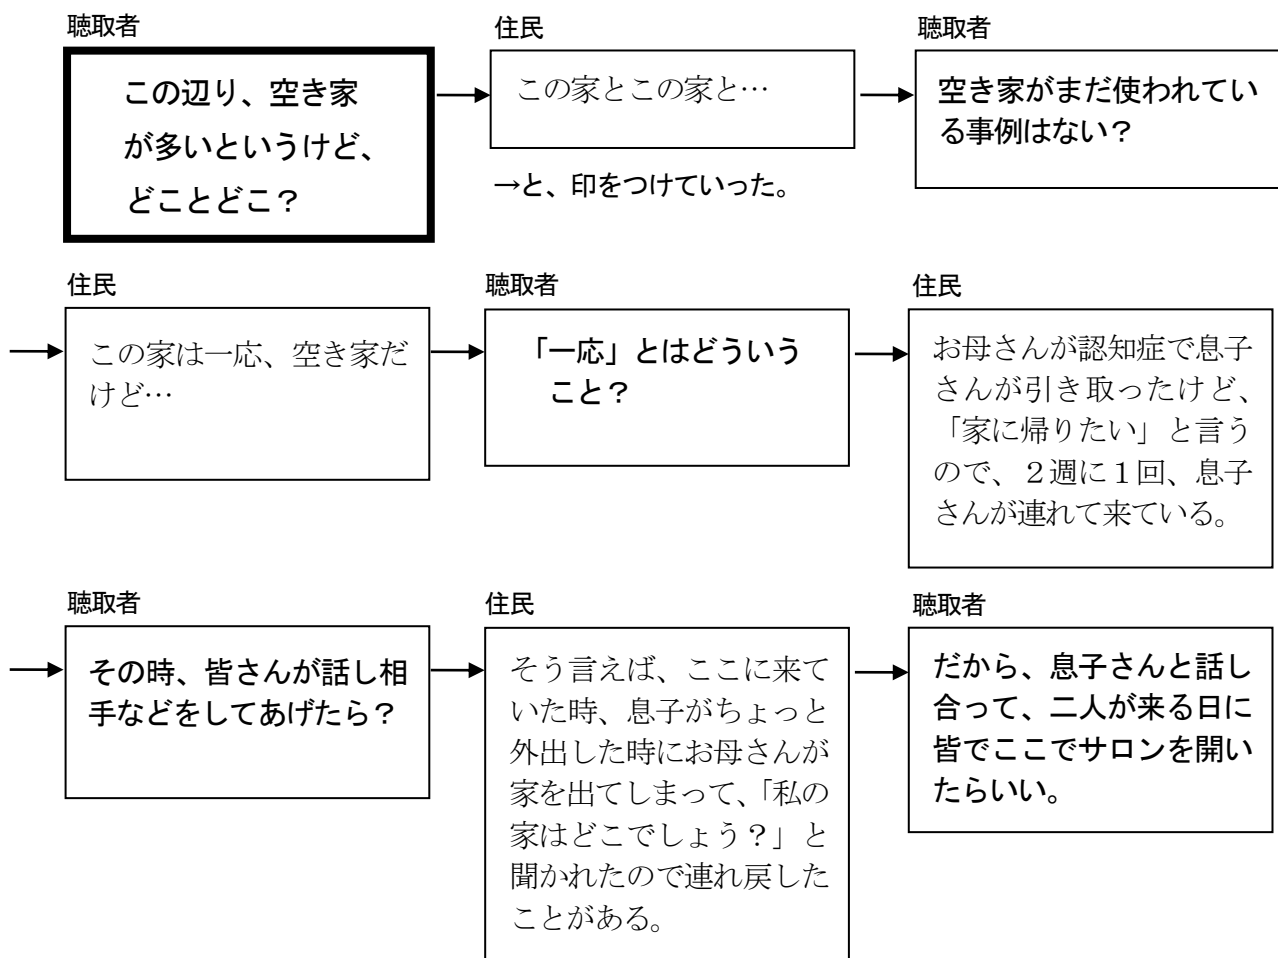 聴取者
この辺り、空き家
が多いというけど、
どことどこ？
住民
この家とこの家と…
→と、印をつけていった。
聴取者
空き家がまだ使われてい
る事例はない？
住民
この家は一応、空き家だ
けど…
聴取者
「一応」とはどういう
こと？
住民
お母さんが認知症で息子
さんが引き取ったけど、
「家に帰りたい」と言う
ので、２週に１回、息子
さんが連れて来ている。
聴取者
その時、皆さんが話し相
手などをしてあげたら？
住民
そう言えば、ここに来て
いた時、息子がちょっと
外出した時にお母さんが
家を出てしまって、「私の
家はどこでしょう？」と
聞かれたので連れ戻した
ことがある。
聴取者
だから、息子さんと話し
合って、二人が来る日に
皆でここでサロンを開い
たらいい。